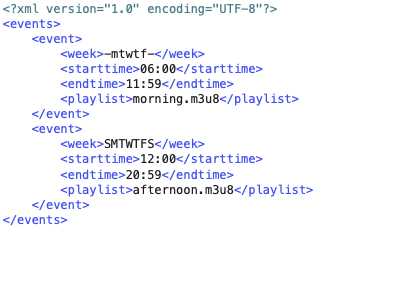 <?xml version="1.0" encoding="UTF-8"?>
<events>
    <event>
        <week>-mtwtf-</week>
        <starttime>06:00</starttime>
        <endtime>11:59</endtime>
        <playlist>morning.m3u8</playlist>
    </event>
    <event>
        <week>SMTWTFS</week>
        <starttime>12:00</starttime>
        <endtime>20:59</endtime>
        <playlist>afternoon.m3u8</playlist>
    </event>
</events>